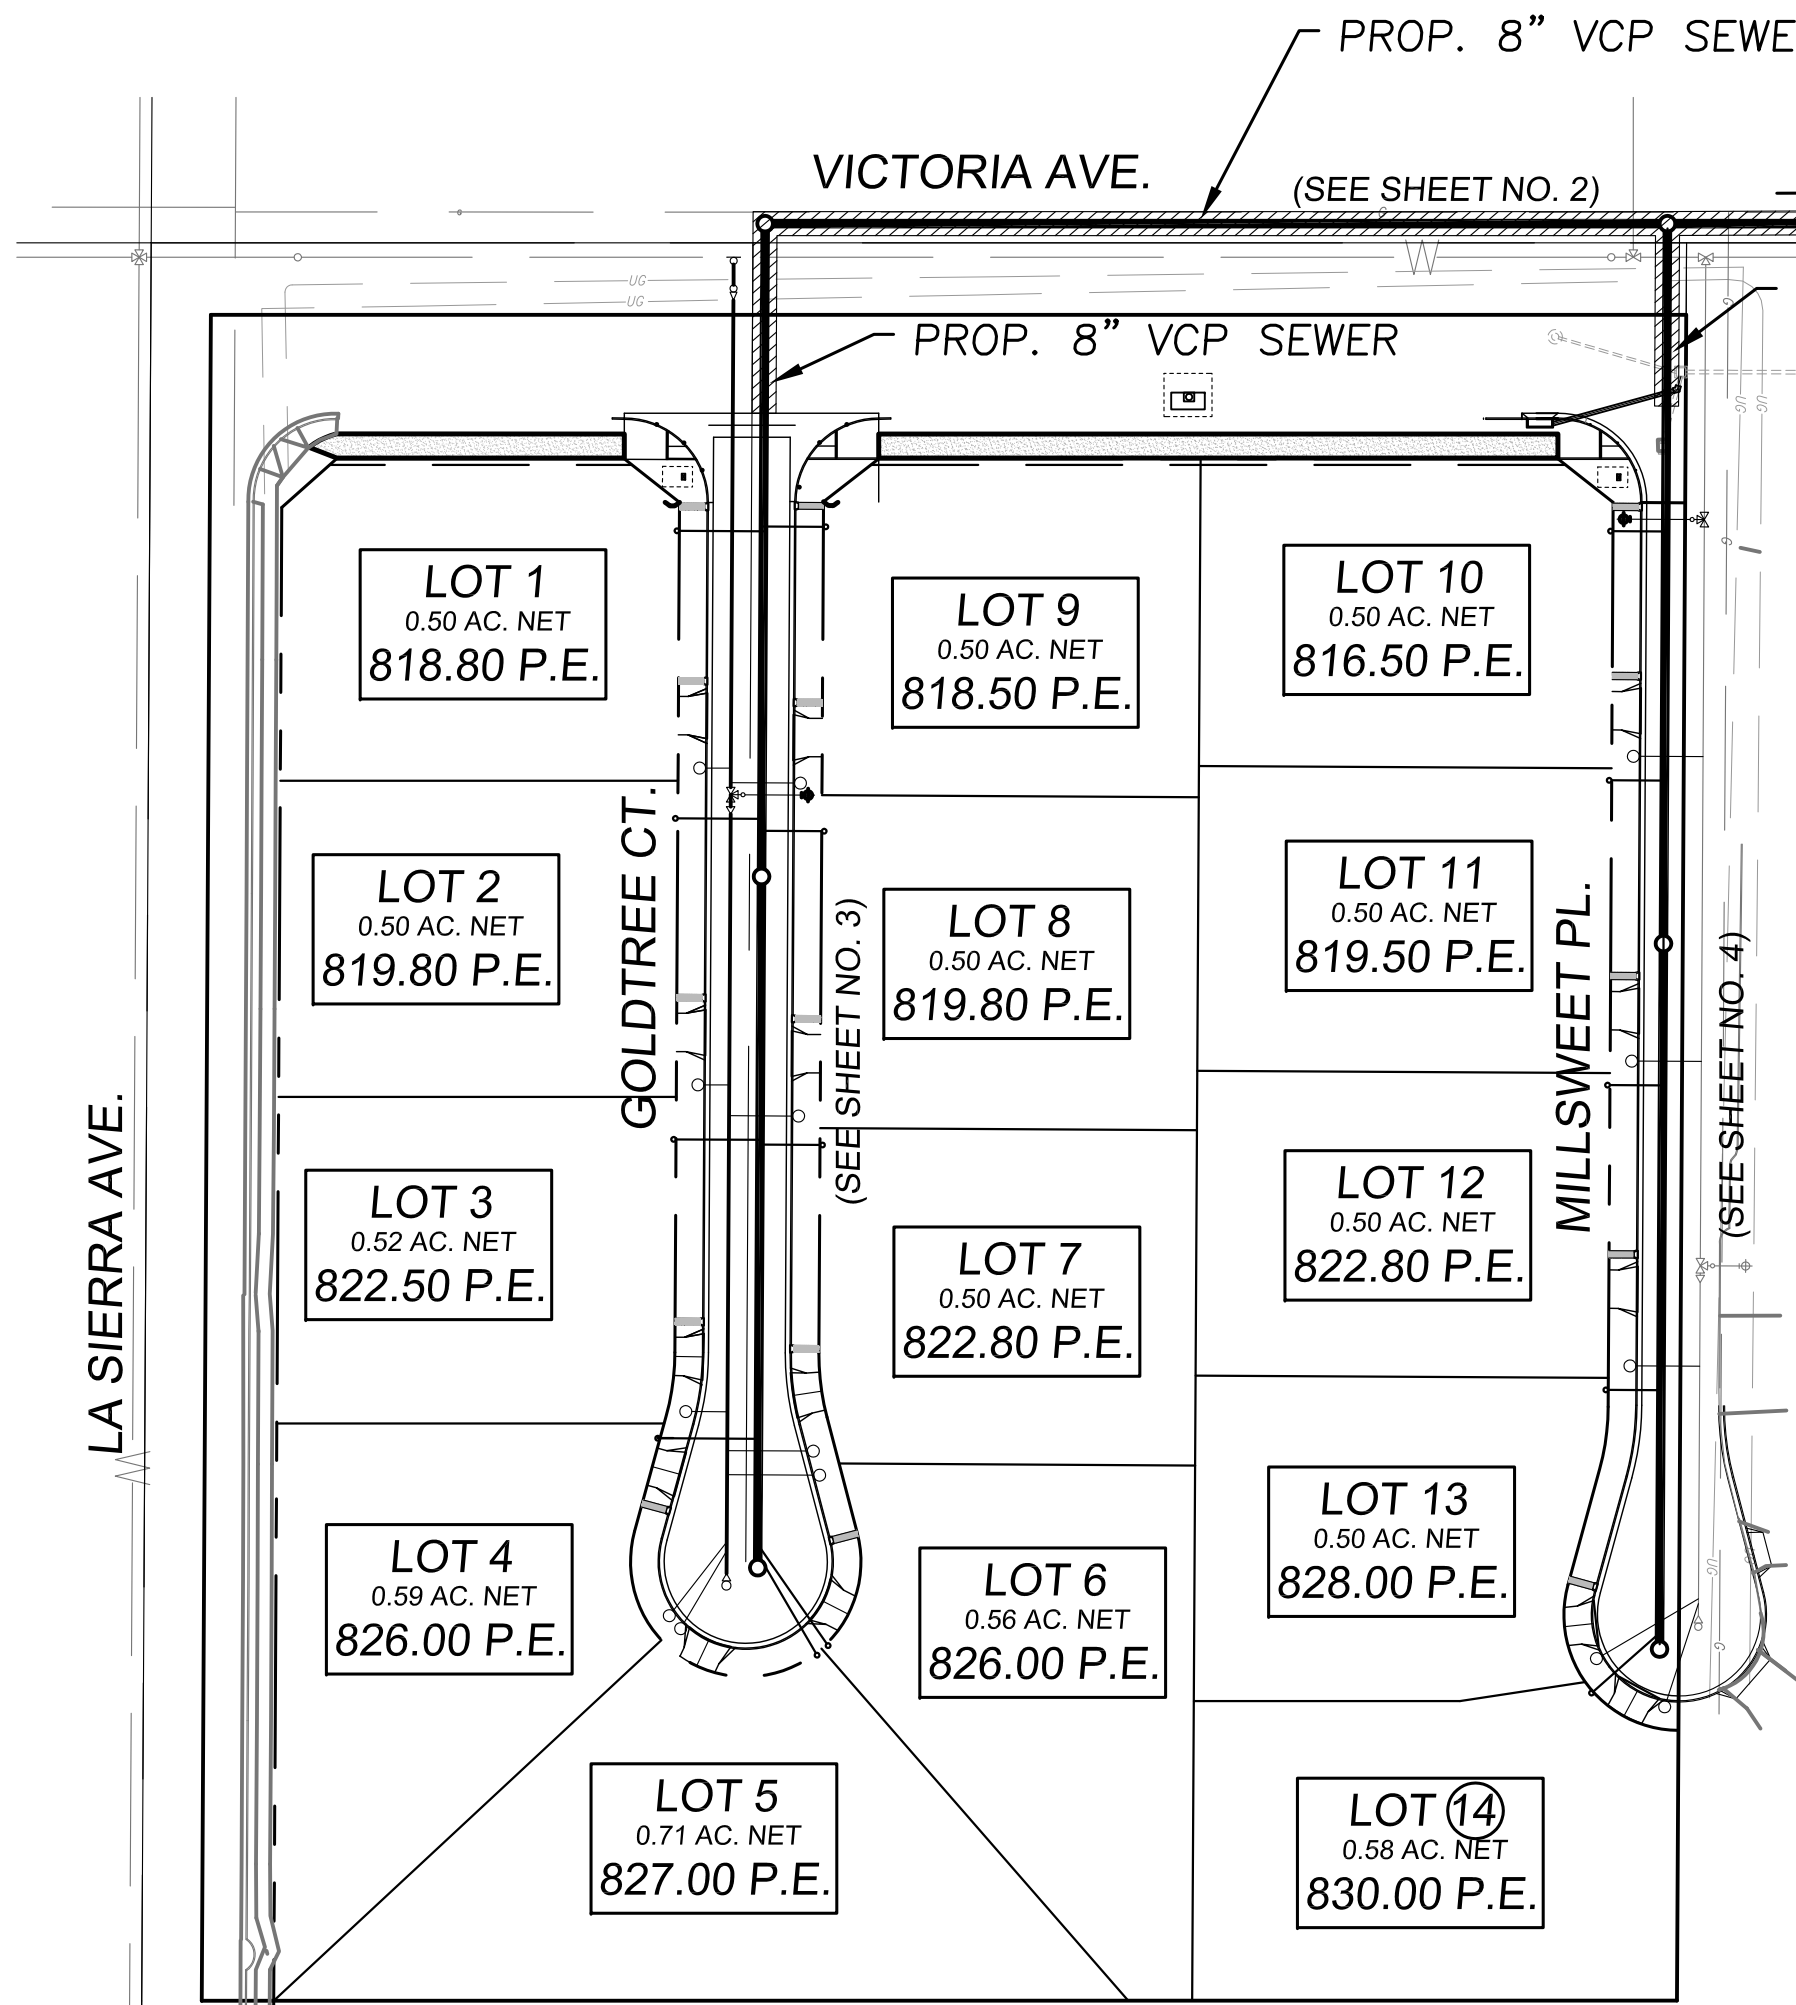 PROP. 8” VCP SEWE
VICTORIA AVE.
(SEE SHEET NO. 2)
G
UG
UG
PROP. 8” VCP SEWER
G
UG
UG
G
LOT 1
0.50 AC. NET
818.80 P.E.
LOT 9
0.50 AC. NET
818.50 P.E.
LOT 10
0.50 AC. NET
816.50 P.E.
LOT 2
0.50 AC. NET
819.80 P.E.
GOLDTREE CT.
(SEE SHEET NO. 3)
LOT 8
0.50 AC. NET
819.80 P.E.
LOT 11
0.50 AC. NET
819.50 P.E.
MILLSWEET PL.
(SEE SHEET NO. 4)
LA SIERRA AVE.
LOT 3
0.52 AC. NET
822.50 P.E.
LOT 7
0.50 AC. NET
822.80 P.E.
LOT 12
0.50 AC. NET
822.80 P.E.
LOT 4
0.59 AC. NET
826.00 P.E.
LOT 6
0.56 AC. NET
826.00 P.E.
LOT 13
0.50 AC. NET
828.00 P.E.
UG
G
LOT 5
0.71 AC. NET
827.00 P.E.
LOT 14
0.58 AC. NET
830.00 P.E.